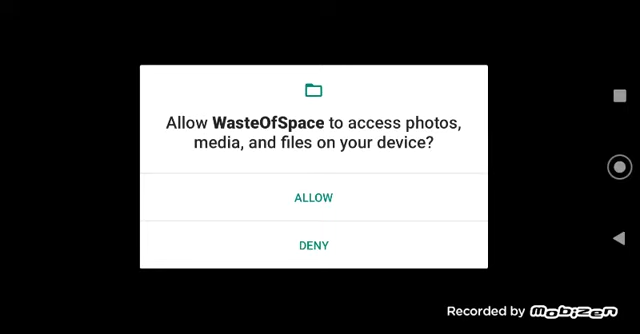 Allow WasteOfSpace to access photos,
media, and files on your device?
ALLOW
DENY
Recorded by mobizen